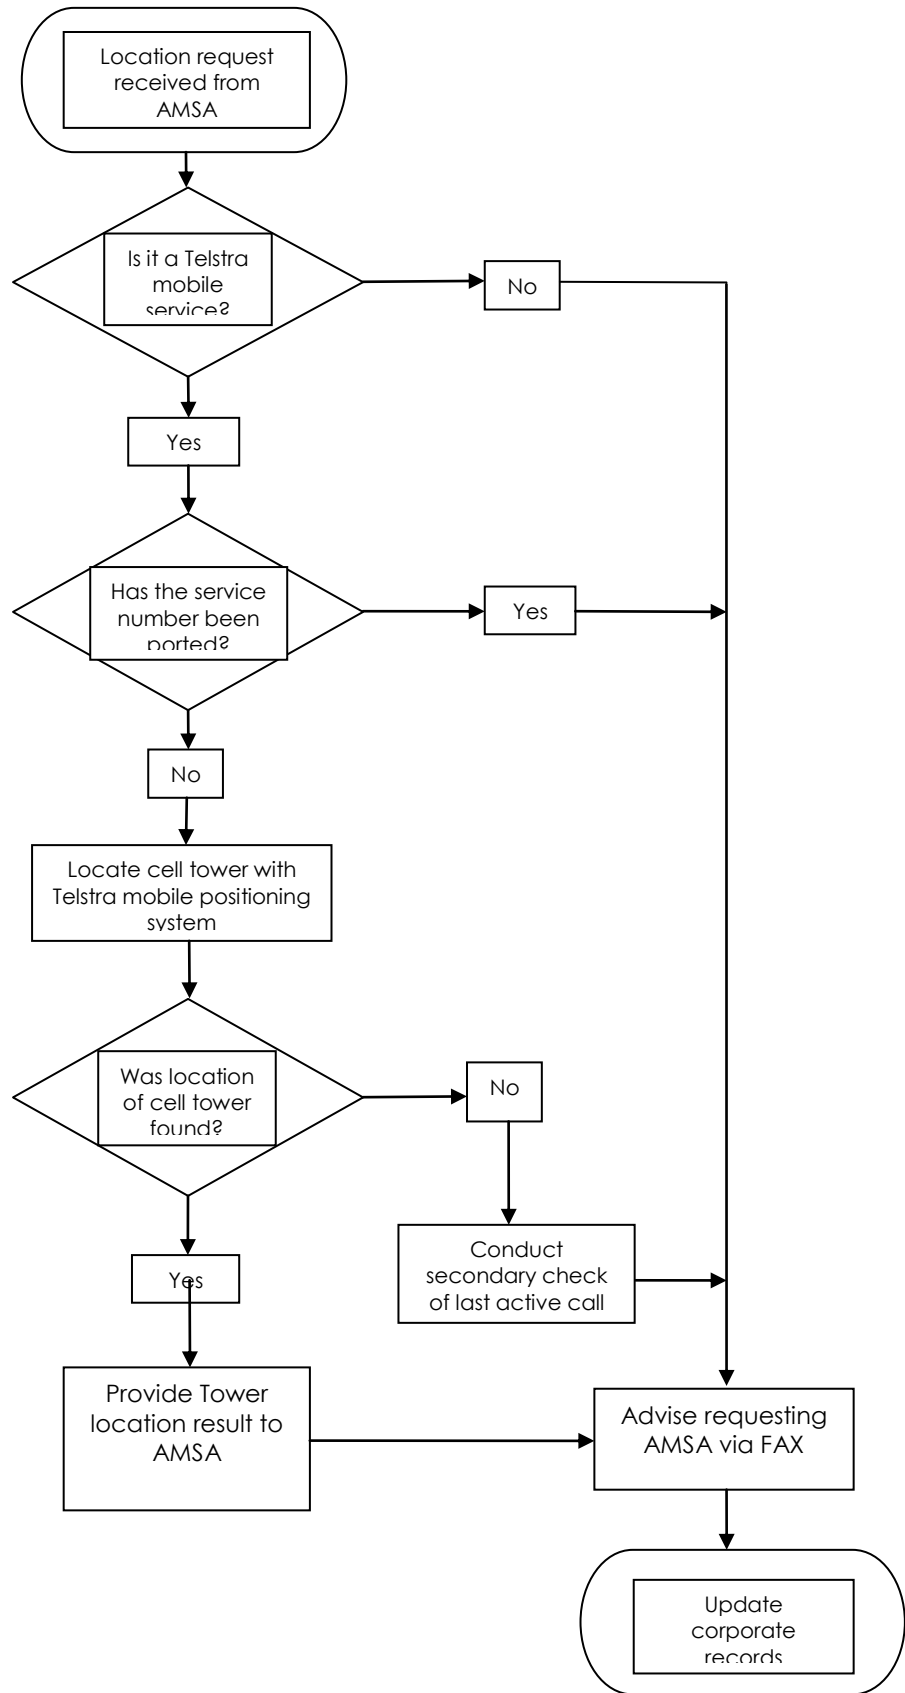 Location request
received from
AMSA
Is it a Telstra
mobile
service?
No
Yes
Has the service
number been
ported?
Yes
No
Locate cell tower with
Telstra mobile positioning
system
Was location
of cell tower
found?
No
Conduct
secondary check
of last active call
Yes
Provide Tower
location result to
AMSA
Advise requesting
AMSA via FAX
Update
corporate
records